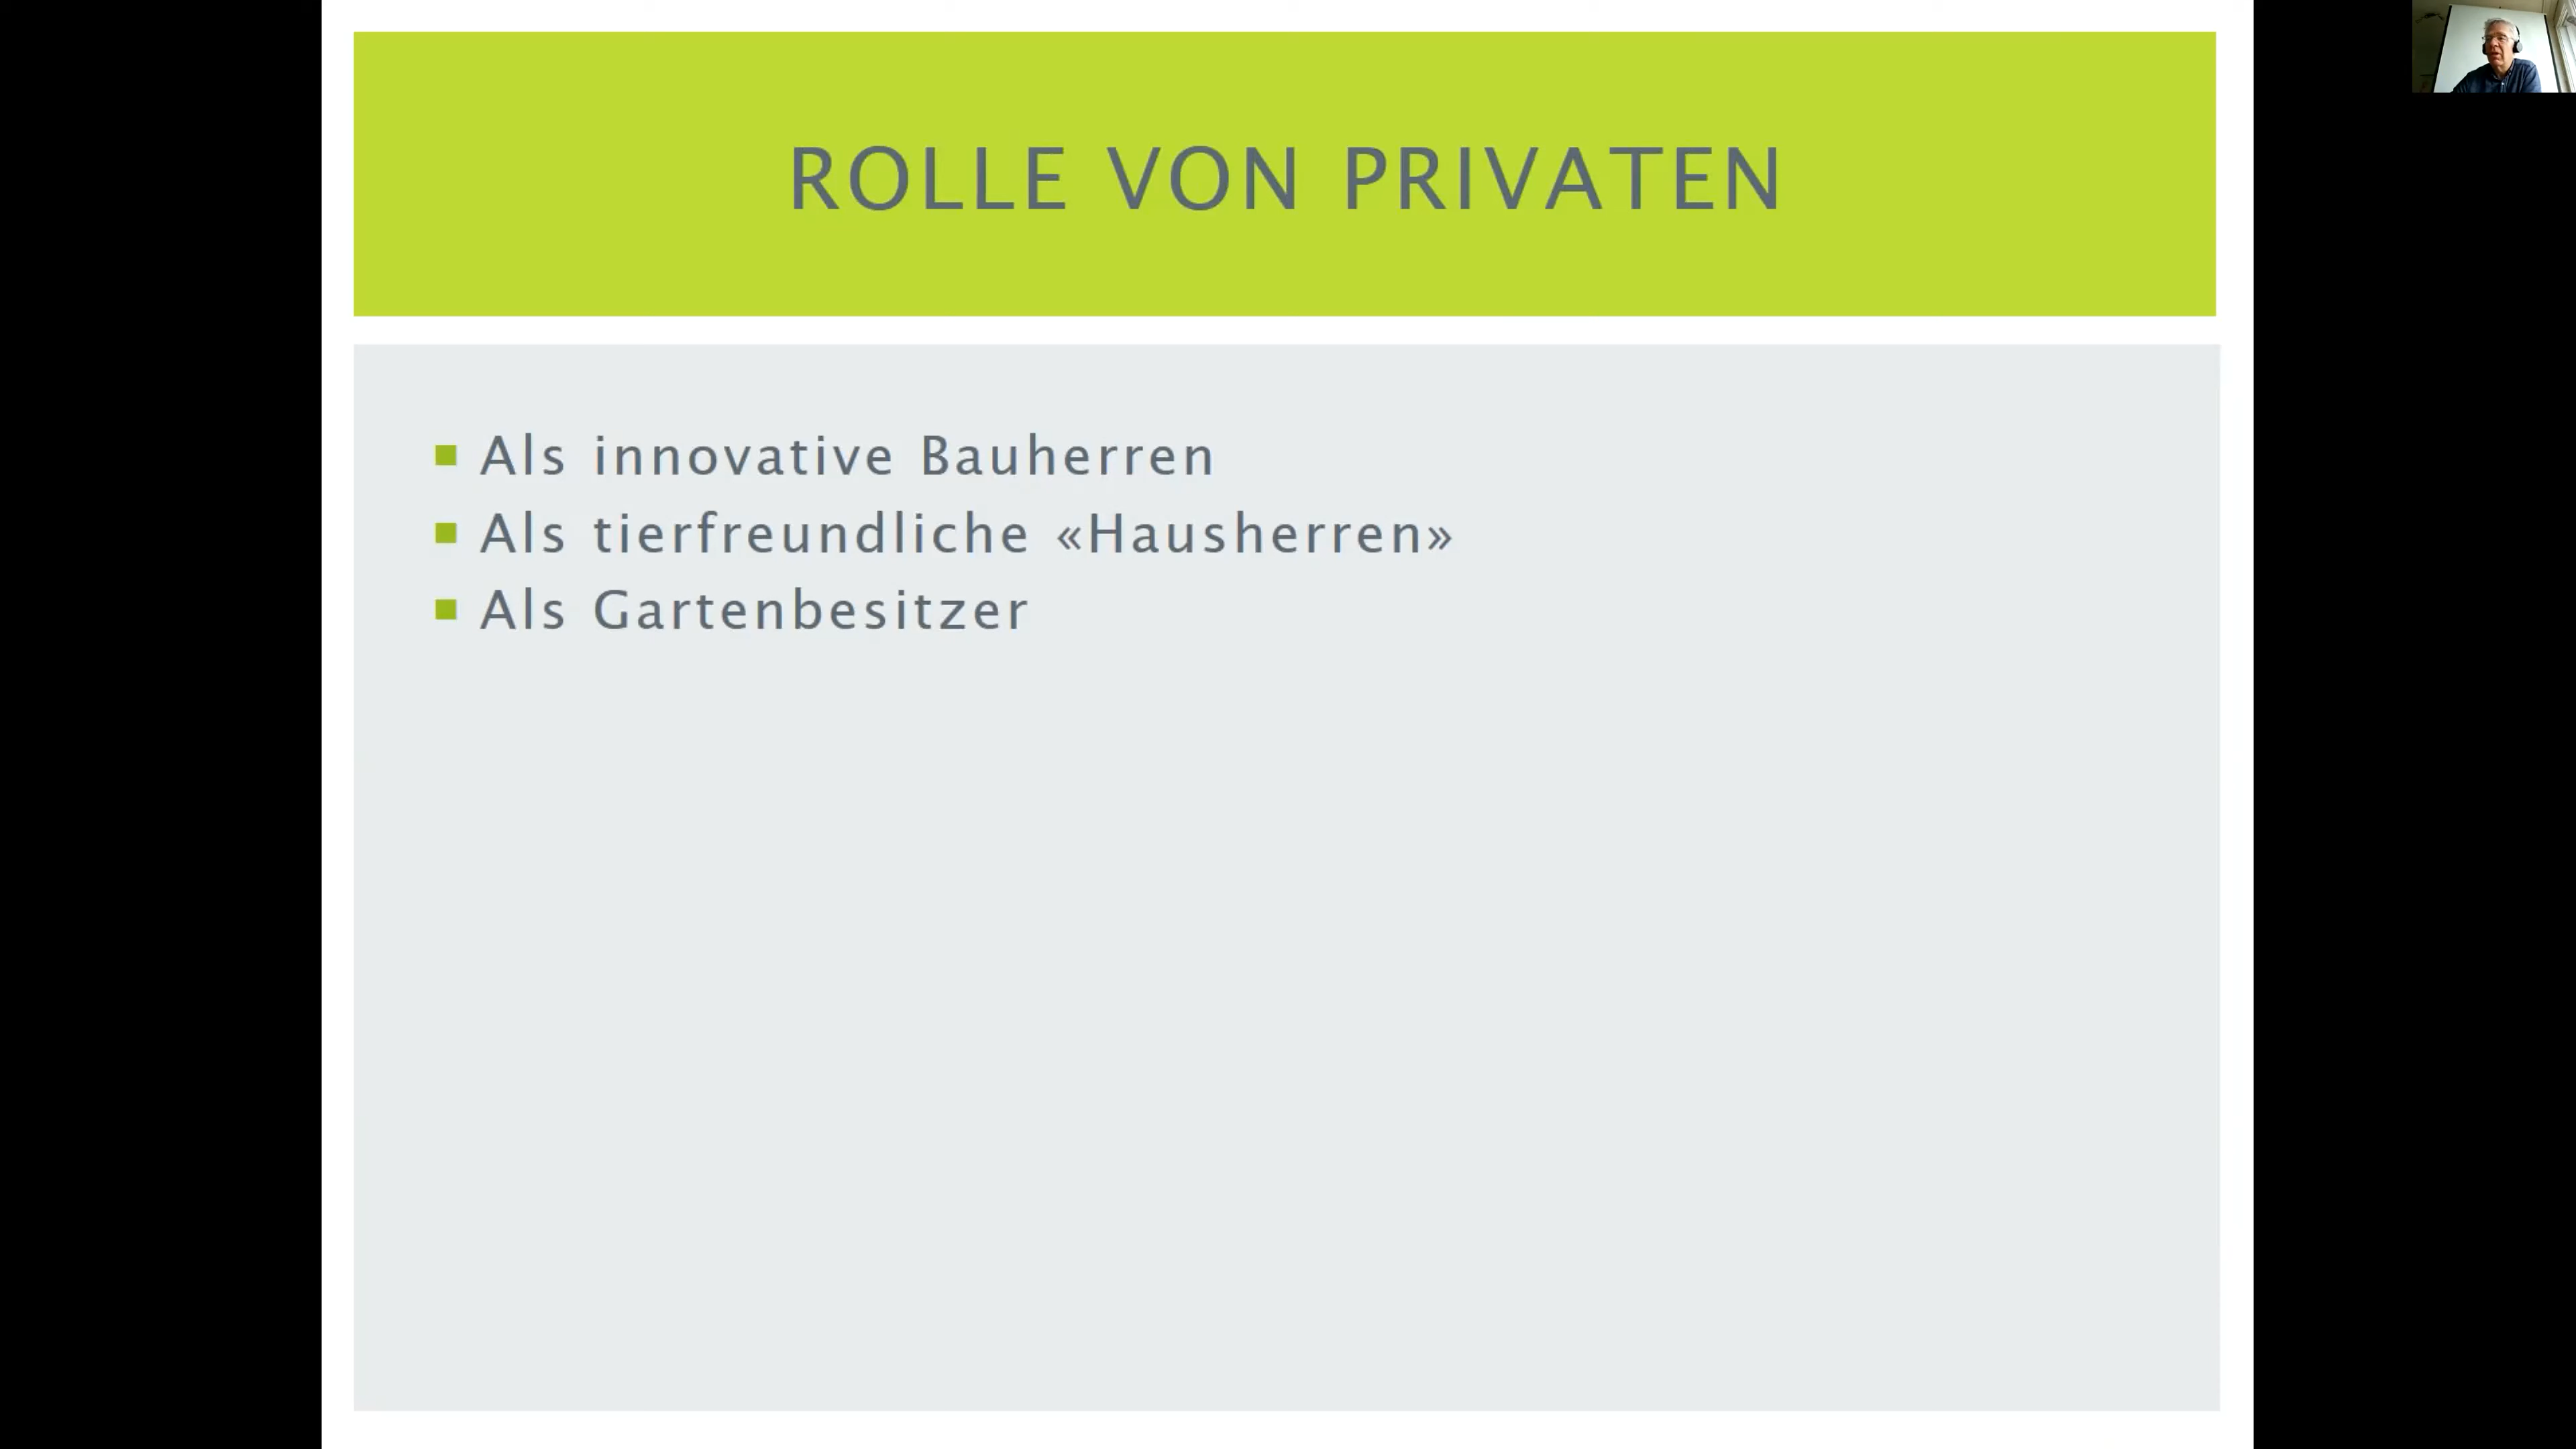 ROLLE VON PRIVATEN
Als innovative Bauherren
Als tierfreundliche «Hausherren»
Als Gartenbesitzer